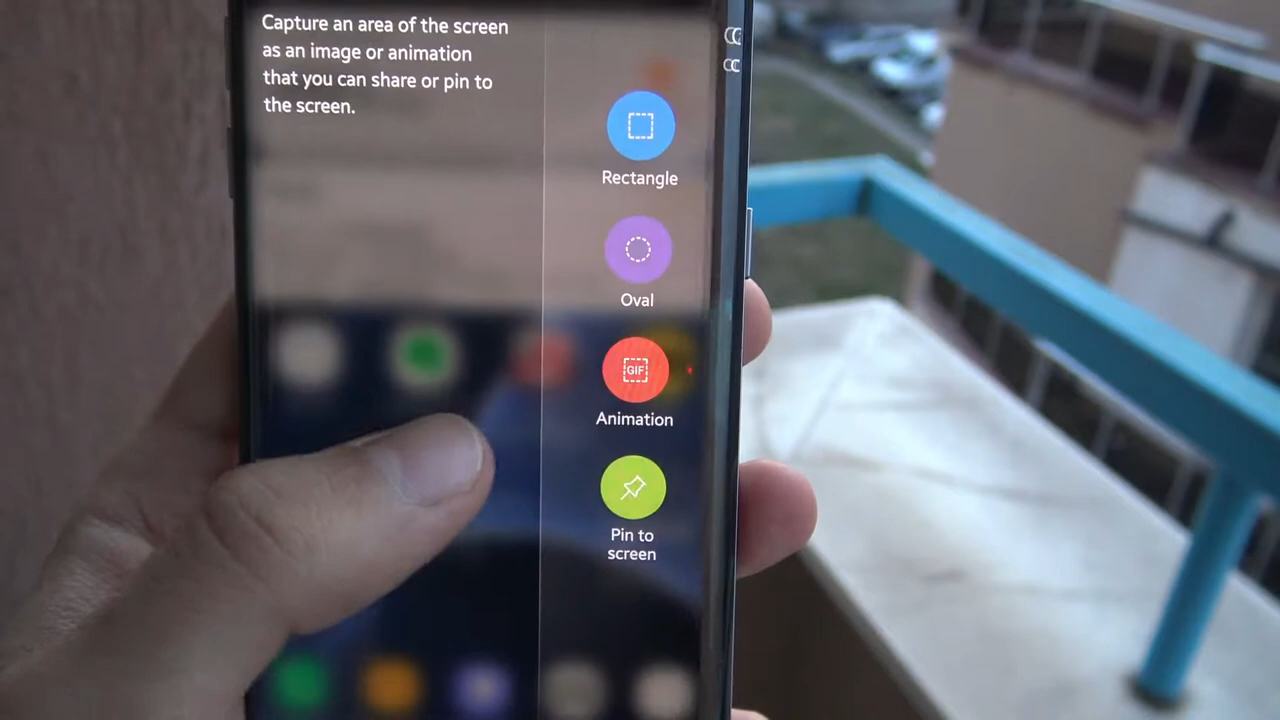 Capture an area of the screen
as an image or animation
that you can share or pin to
the screen.
Rectangle
Oval
GIF
Animation
Pin to
screen